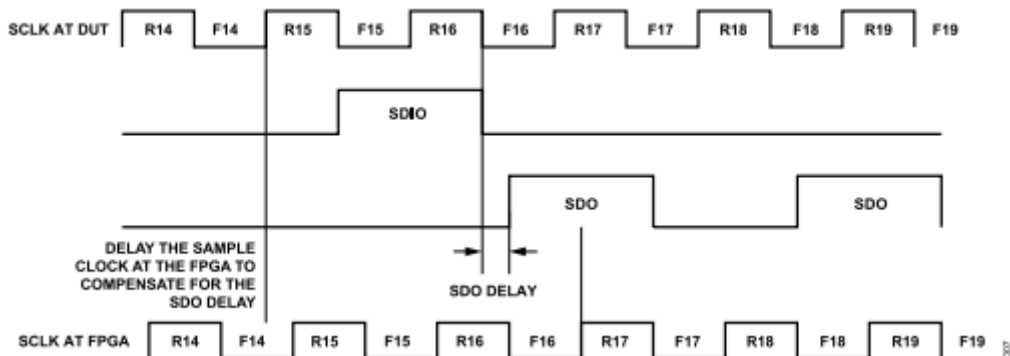 SCLK AT DUT R14 F14 R15 F15 R16 F16 R17 F17 R18 F18 R19 F19
SDIO
SDO SDO
DELAY THE SAMPLE
CLOCK AT THE FPGA TO
COMPENSATE FOR THE
SDO DELAY
SDO DELAY
SCLK AT FPGA R14 F14 R15 F15 R16 F16 R17 F17 R18 F18 R19 F19